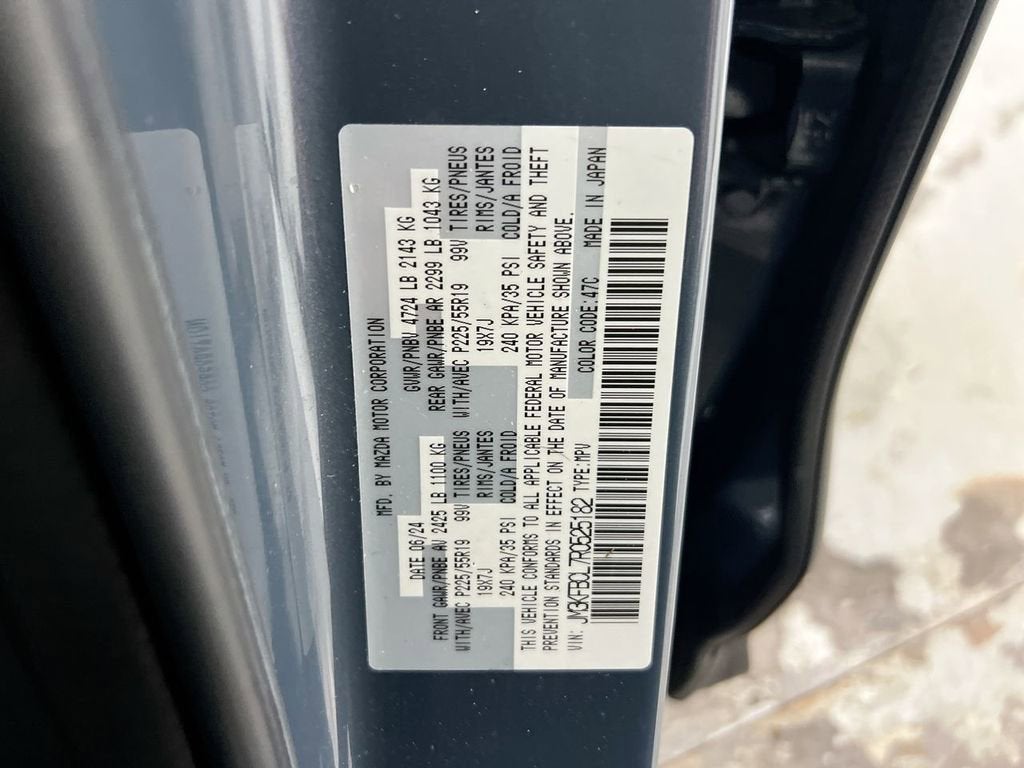 MFD. BY MAZDA MOTOR CORPORATION
DATE 06/24 GVWR/PNBV 4724 LB 2143 KG
FRONT GAWR/PNBE AV 2425 LB 1100 KG REAR GAWR/PNBE AR 2299 LB 1043 KG
WITH/AVEC P225/55R19 99V TIRES/PNEUS WITH/AVEC P225/55R19 99V TIRES/PNEUS
19X7J RIMS/JANTES 19X7J RIMS/JANTES
240 KPA/35 PSI COLD/A FROID 240 KPA/35 PSI COLD/A FROID
THIS VEHICLE CONFORMS TO ALL APPLICABLE FEDERAL MOTOR VEHICLE SAFETY AND THEFT
PREVENTION STANDARDS IN EFFECT ON THE DATE OF MANUFACTURE SHOWN ABOVE.
VIN: JM3KFBCL7R0525182 TYPE:MPV COLOR CODE:47C MADE IN JAPAN